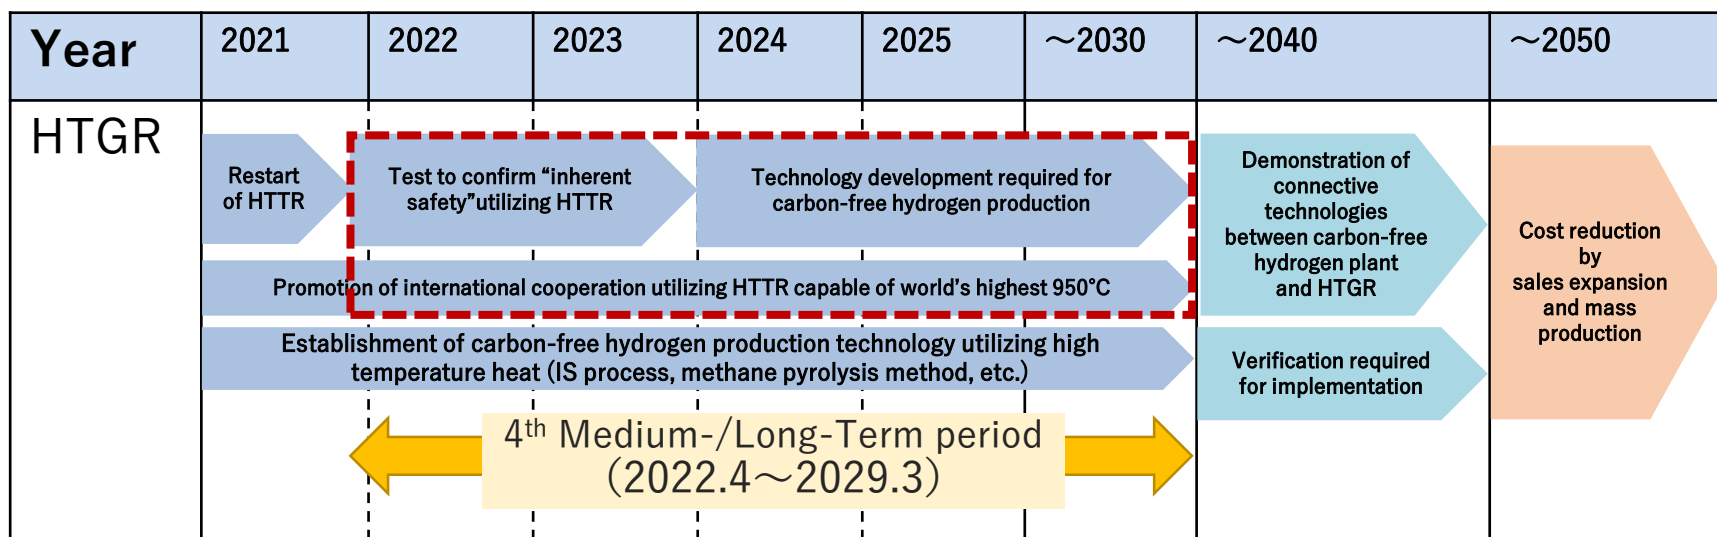 Year
2021
2022
2023
2024
2025
～2030
～2040
～2050
HTGR
Restart
of HTTR
Test to confirm “inherent
safety”utilizing HTTR
Technology development required for
carbon-free hydrogen production
Promotion of international cooperation utilizing HTTR capable of world’s highest 950°C
Establishment of carbon-free hydrogen production technology utilizing high
temperature heat (IS process, methane pyrolysis method, etc.)
Demonstration of
connective
technologies
between carbon-free
hydrogen plant
and HTGR
Verification required
for implementation
Cost reduction
by
sales expansion
and mass
production
4th Medium-/Long-Term period
（2022.4～2029.3）